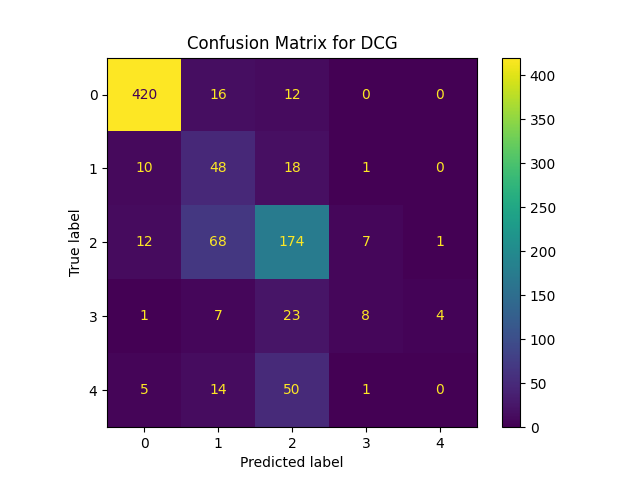 Confusion Matrix for DCG
0 420 16 12 0 0
1 10 48 18 1 0
2 12 68 174 7 1
3 1 7 23 8 4
4 5 14 50 1 0
0 1 2 3 4
True label
Predicted label
400
350
300
250
200
150
100
50
0